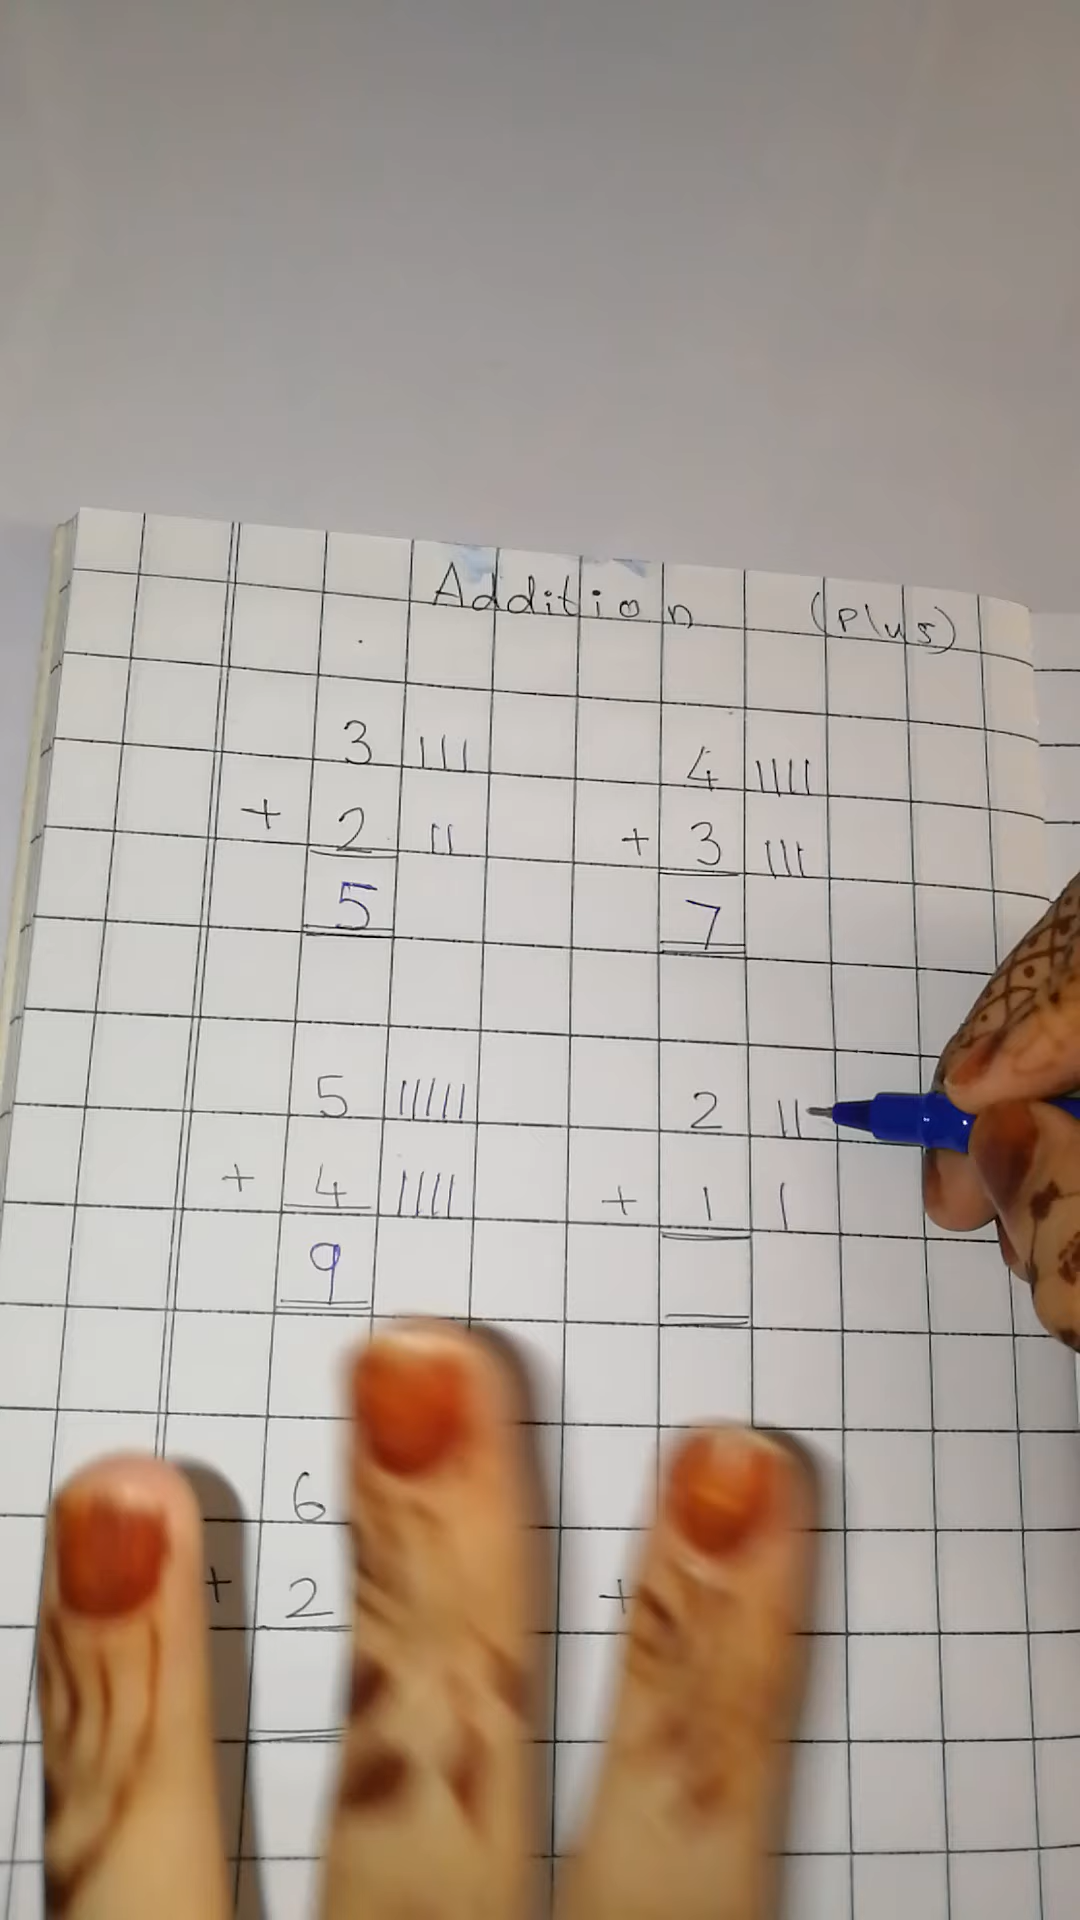 Addition (Plus)
3 |||| 4 ||||
+ 2 || + 3 |||
5 7
5 ||||| 2 ||
+ 4 |||| + 1 |
9
6
+ 2 +